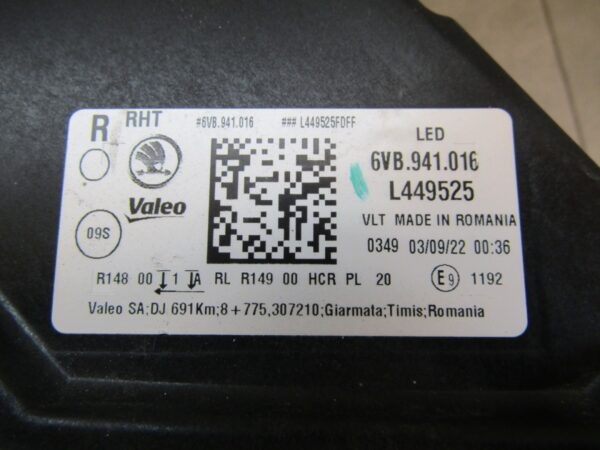 R RHT #6VB.941.016 ### L449525FDFF
LED
6VB.941.016
L449525
Valeo
VLT MADE IN ROMANIA
09S
0349 03/09/22 00:36
R148 00 1 A RL R149 00 HCR PL 20 E9 1192
Valeo SA;DJ 691Km;8+775,307210;Giarmata;Timis;Romania